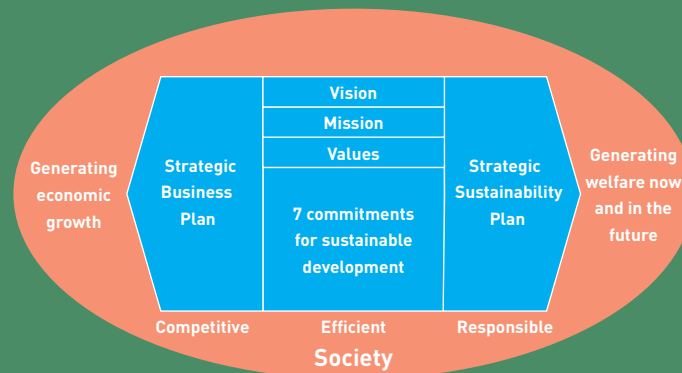 Generating
economic
growth
Strategic
Business
Plan
Vision
Mission
Values
7 commitments
for sustainable
development
Strategic
Sustainability
Plan
Generating
welfare now
and in the
future
Competitive
Efficient
Responsible
Society